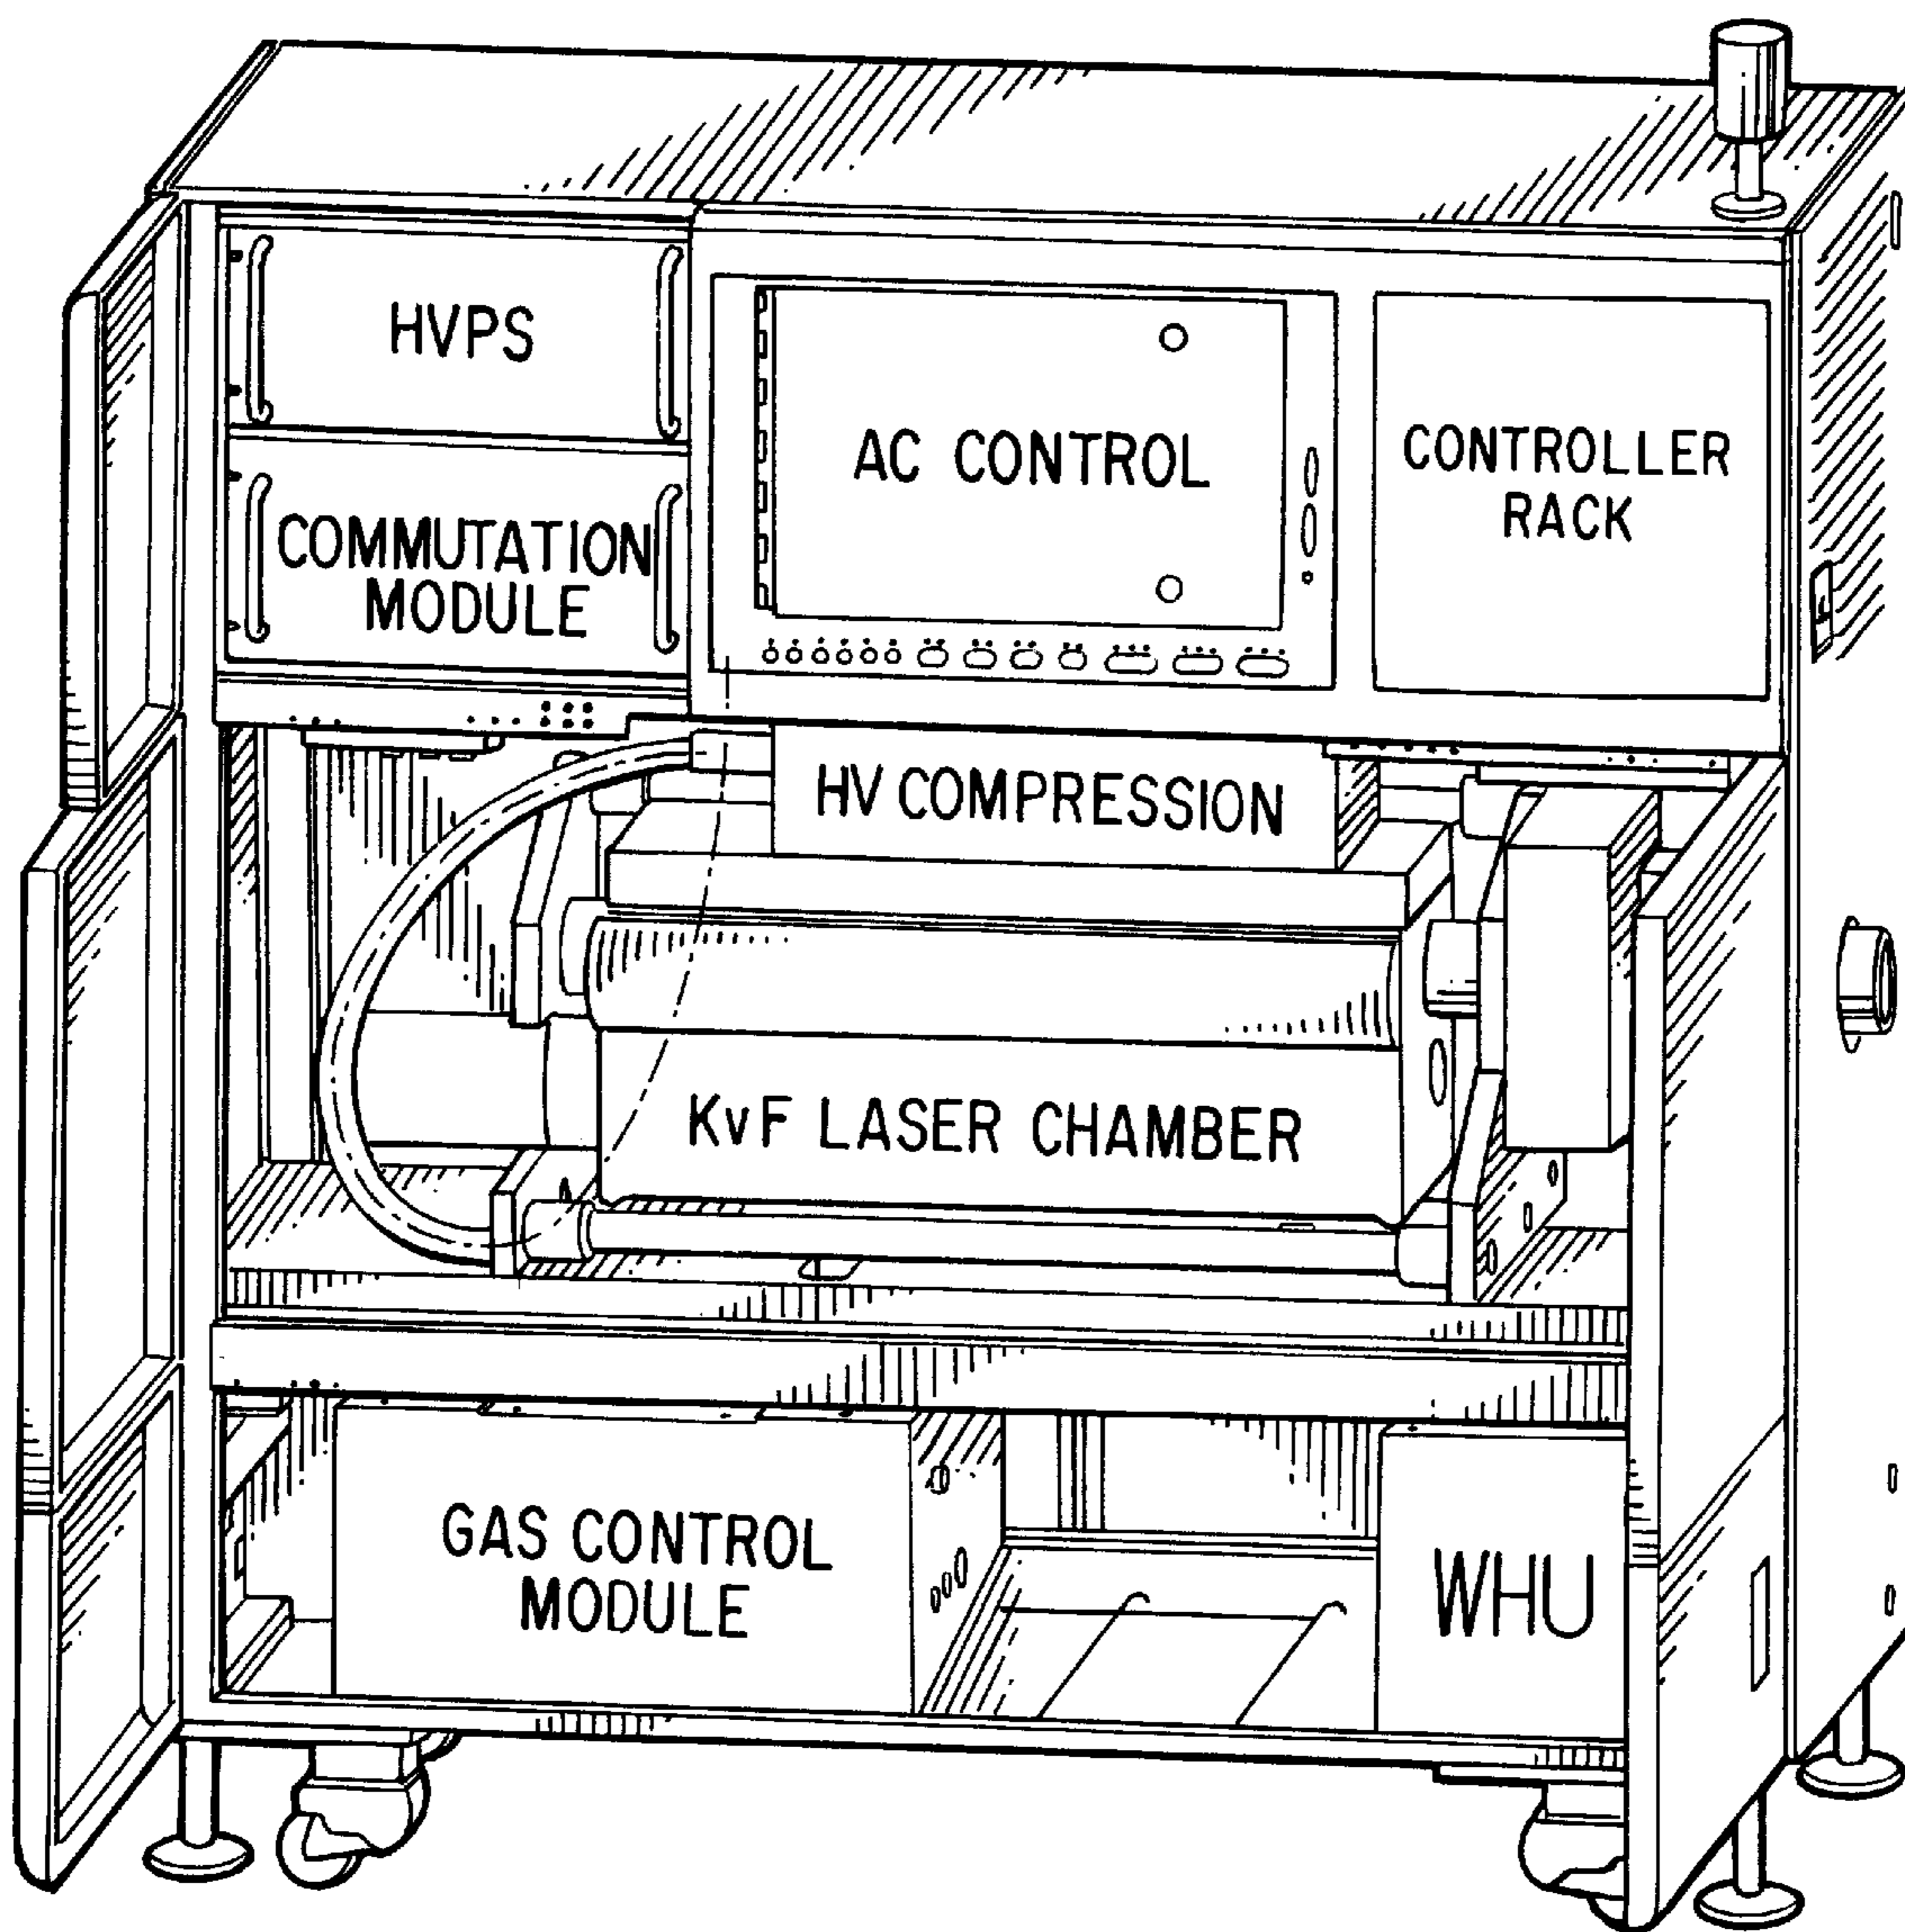 HVPS
COMMUTATION
MODULE
AC CONTROL
CONTROLLER
RACK
HV COMPRESSION
KvF LASER CHAMBER
GAS CONTROL
MODULE
WHU